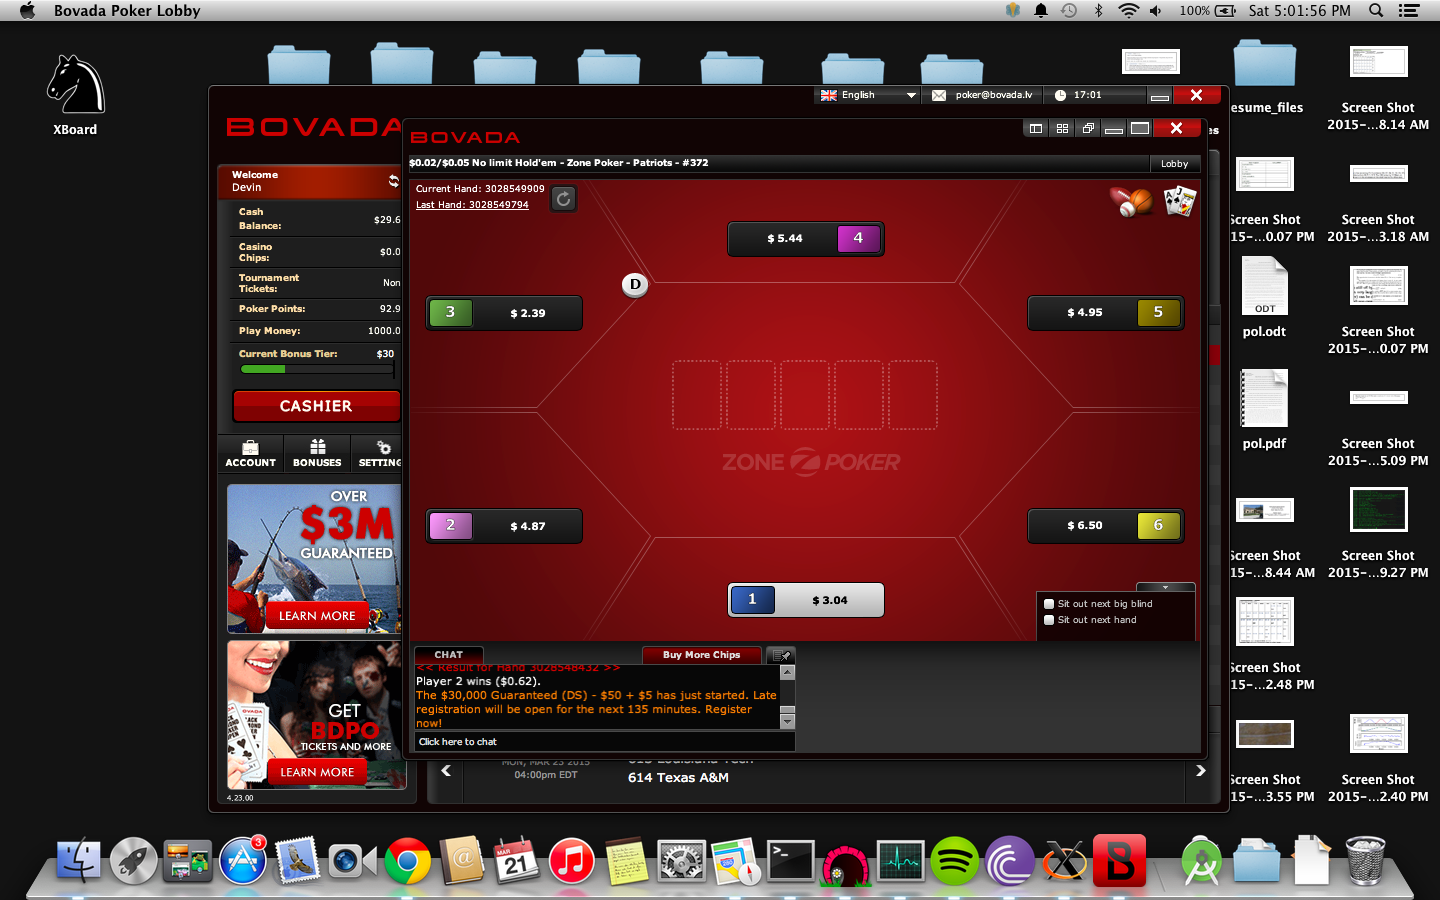 Bovada Poker Lobby
100%
Sat 5:01:56 PM
XBoard
English
poker@bovada.lv
17:01
BOVADA
BOVADA
$0.02/$0.05 No limit Hold'em - Zone Poker - Patriots - #372
Lobby
Welcome
Devin
Cash
Balance:
$29.6
Casino
Chips:
$0.0
Tournament
Tickets:
Non
Poker Points:
92.9
Play Money:
1000.0
Current Bonus Tier:
$30
CASHIER
ACCOUNT
BONUSES
SETTING
OVER
$3M
GUARANTEED
LEARN MORE
GET
BDPO
TICKETS AND MORE
LEARN MORE
4.23.00
Current Hand: 3028549909
Last Hand: 3028549794
$ 5.44
4
D
3
$ 2.39
$ 4.95
5
ZONE POKER
2
$ 4.87
$ 6.50
6
1
$ 3.04
Sit out next big blind
Sit out next hand
CHAT
Buy More Chips
<< Result for Hand 3028548432 >>
Player 2 wins ($0.62).
The $30,000 Guaranteed (DS) - $50 + $5 has just started. Late
registration will be open for the next 135 minutes. Register
now!
Click here to chat
MON, MAR 23 2015
04:00pm EDT
613 Louisiana Tech
614 Texas A&M
esume_files
Screen Shot
2015-...8.14 AM
Screen Shot
15-...0.07 PM
Screen Shot
2015-...3.18 AM
ODT
pol.odt
Screen Shot
2015-...0.07 PM
pol.pdf
Screen Shot
2015-...5.09 PM
Screen Shot
15-...8.44 AM
Screen Shot
2015-...9.27 PM
Screen Shot
15-...2.48 PM
Screen Shot
15-...3.55 PM
Screen Shot
2015-...2.40 PM
3
MAR
21